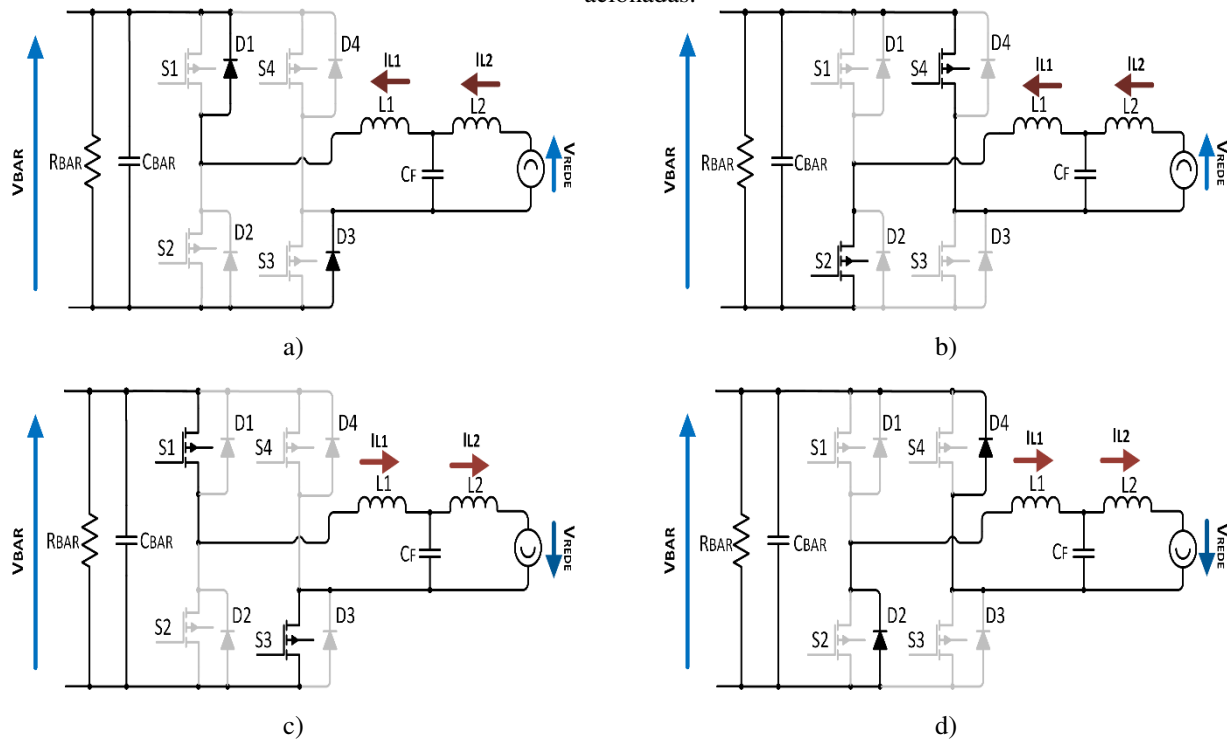 acionadas.
VBAR
RBAR
CBAR
S1
D1
S4
D4
S2
D2
S3
D3
IL1
L1
IL2
L2
CF
VREDE
a)
VBAR
RBAR
CBAR
S1
D1
S4
D4
S2
D2
S3
D3
IL1
L1
IL2
L2
CF
VREDE
b)
VBAR
RBAR
CBAR
S1
D1
S4
D4
S2
D2
S3
D3
IL1
L1
IL2
L2
CF
VREDE
c)
VBAR
RBAR
CBAR
S1
D1
S4
D4
S2
D2
S3
D3
IL1
L1
IL2
L2
CF
VREDE
d)